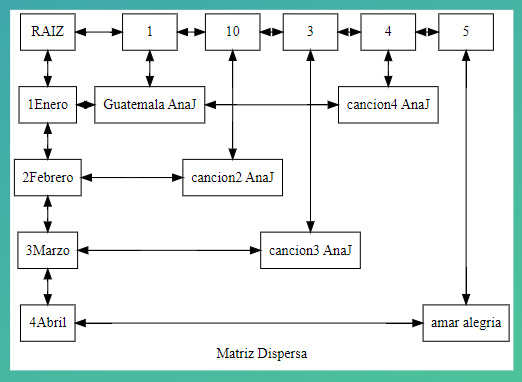 RAIZ 1 10 3 4 5
1Enero Guatemala AnaJ cancion4 AnaJ
2Febrero cancion2 AnaJ
3Marzo cancion3 AnaJ
4Abril amar alegria
Matriz Dispersa